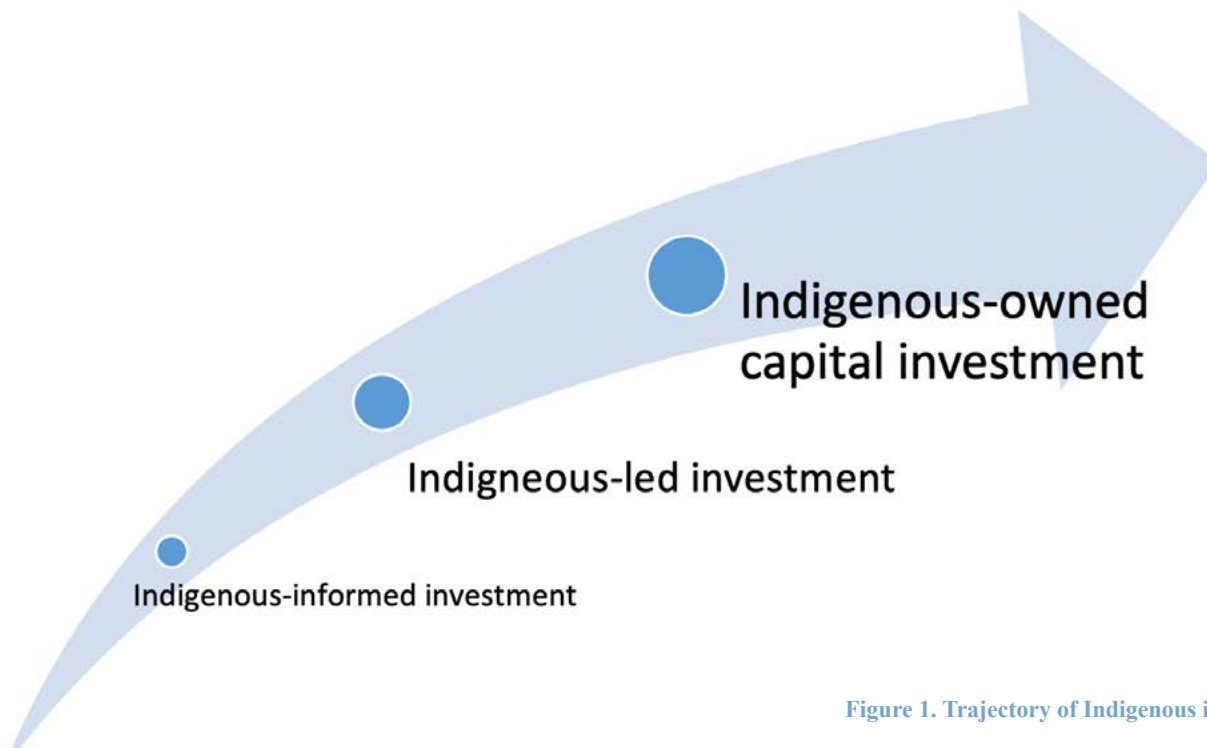 Indigenous-owned
capital investment
Indigneous-led investment
Indigenous-informed investment
Figure 1. Trajectory of Indigenous i